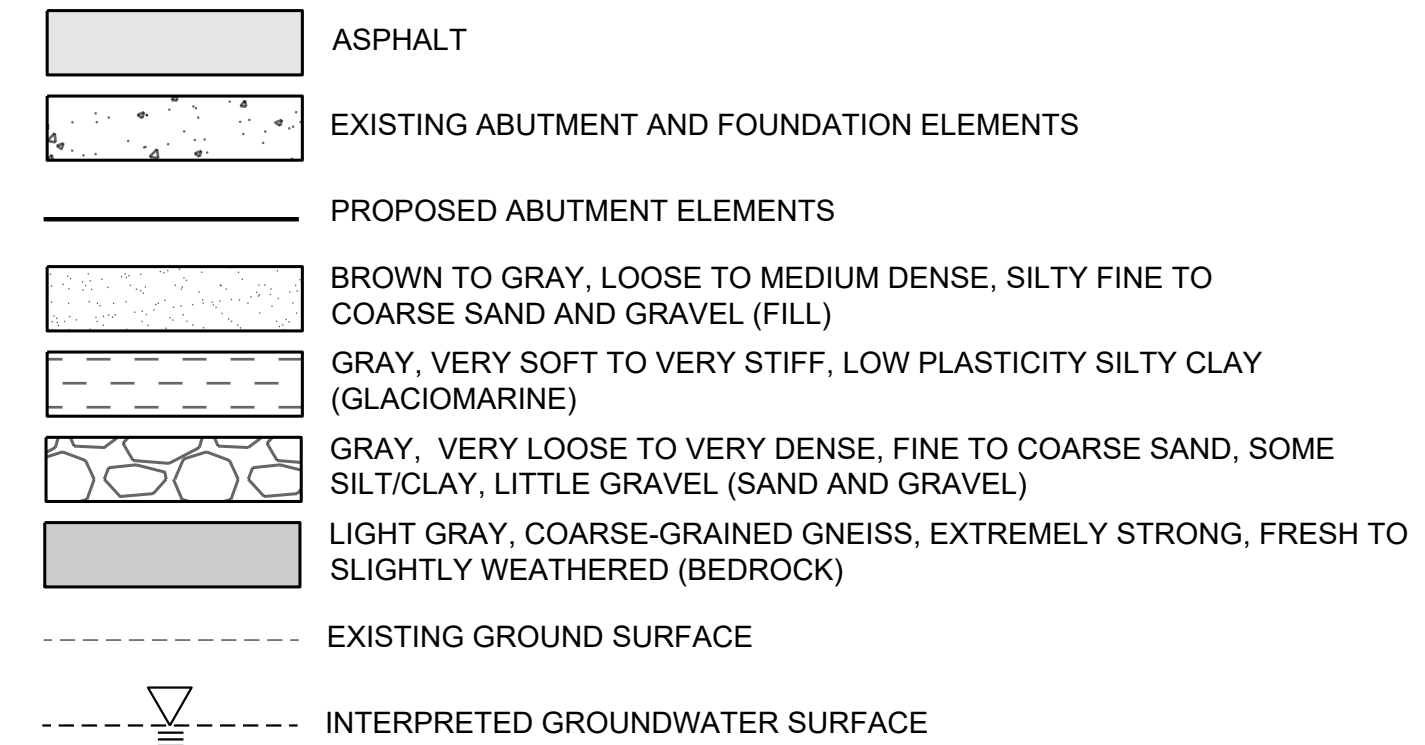 ASPHALT
EXISTING ABUTMENT AND FOUNDATION ELEMENTS
PROPOSED ABUTMENT ELEMENTS
BROWN TO GRAY, LOOSE TO MEDIUM DENSE, SILTY FINE TO
COARSE SAND AND GRAVEL (FILL)
GRAY, VERY SOFT TO VERY STIFF, LOW PLASTICITY SILTY CLAY
(GLACIOMARINE)
GRAY, VERY LOOSE TO VERY DENSE, FINE TO COARSE SAND, SOME
SILT/CLAY, LITTLE GRAVEL (SAND AND GRAVEL)
LIGHT GRAY, COARSE-GRAINED GNEISS, EXTREMELY STRONG, FRESH TO
SLIGHTLY WEATHERED (BEDROCK)
EXISTING GROUND SURFACE
INTERPRETED GROUNDWATER SURFACE